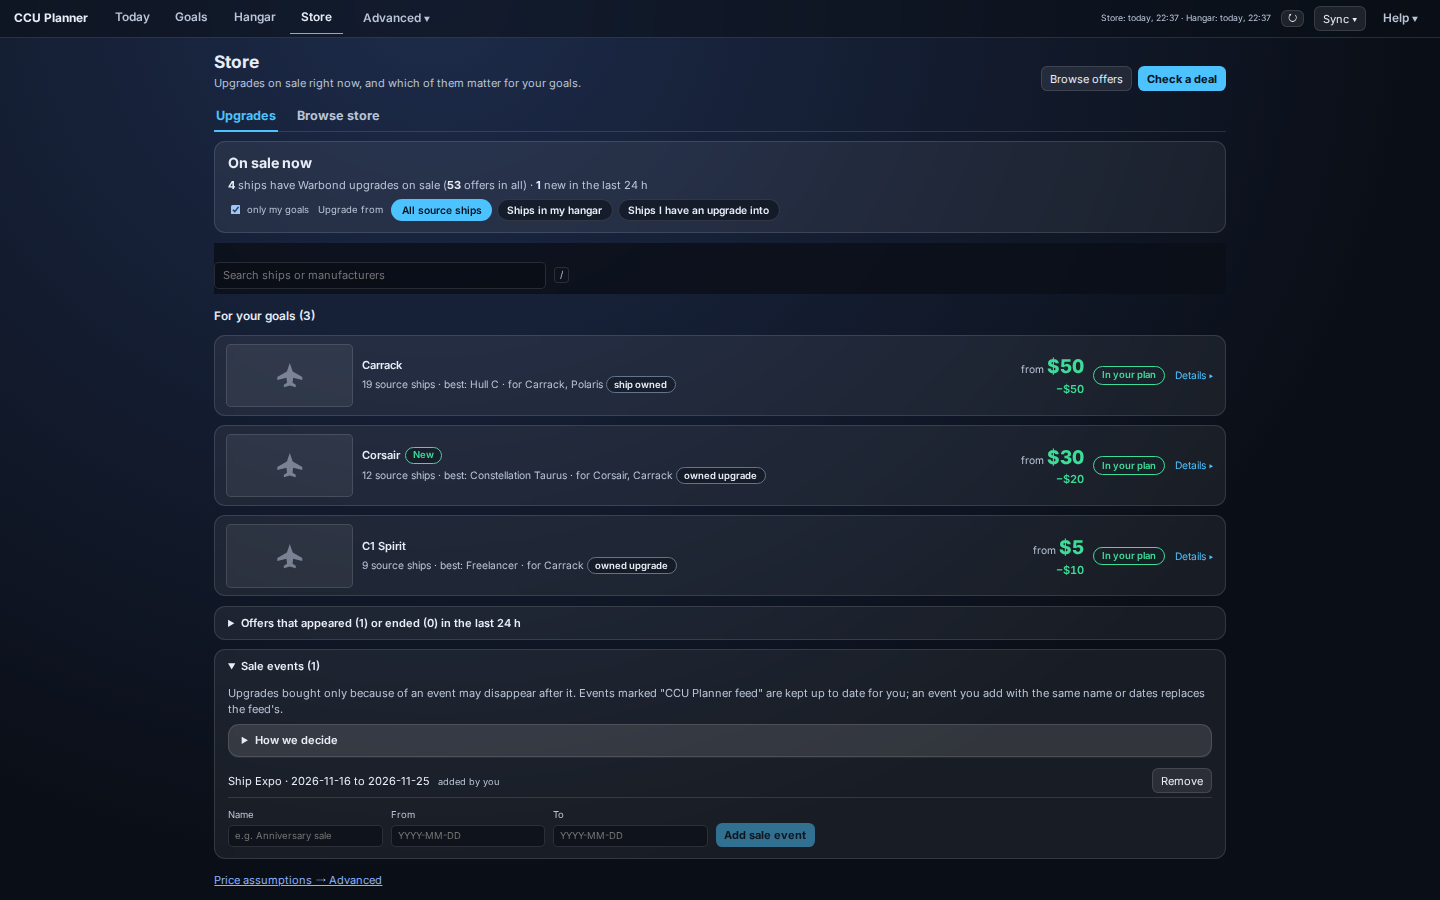 CCU Planner Today Goals Hangar Store Advanced ▾ Store: today, 22:37 · Hangar: today, 22:37 Sync ▾ Help ▾
Store
Upgrades on sale right now, and which of them matter for your goals.
Browse offers Check a deal
Upgrades Browse store
On sale now
4 ships have Warbond upgrades on sale (53 offers in all) · 1 new in the last 24 h
only my goals Upgrade from All source ships Ships in my hangar Ships I have an upgrade into
Search ships or manufacturers /
For your goals (3)
Carrack
19 source ships · best: Hull C · for Carrack, Polaris ship owned
from $50
−$50
In your plan Details ▸
Corsair New
12 source ships · best: Constellation Taurus · for Corsair, Carrack owned upgrade
from $30
−$20
In your plan Details ▸
C1 Spirit
9 source ships · best: Freelancer · for Carrack owned upgrade
from $5
−$10
In your plan Details ▸
▶ Offers that appeared (1) or ended (0) in the last 24 h
▼ Sale events (1)
Upgrades bought only because of an event may disappear after it. Events marked "CCU Planner feed" are kept up to date for you; an event you add with the same name or dates replaces
the feed's.
▶ How we decide
Ship Expo · 2026-11-16 to 2026-11-25 added by you Remove
Name From To
e.g. Anniversary sale YYYY-MM-DD YYYY-MM-DD Add sale event
Price assumptions → Advanced